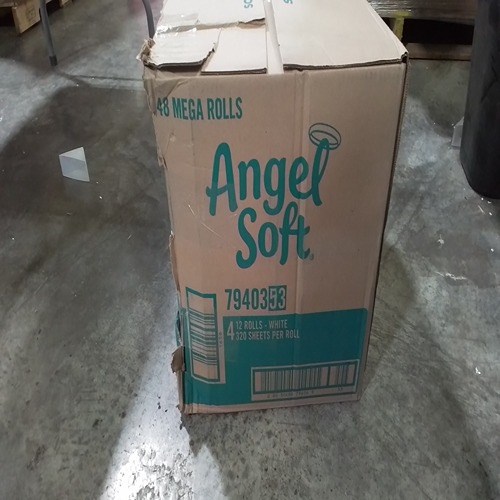 48 MEGA ROLLS
Angel
Soft
7940353
4 12 ROLLS - WHITE
320 SHEETS PER ROLL